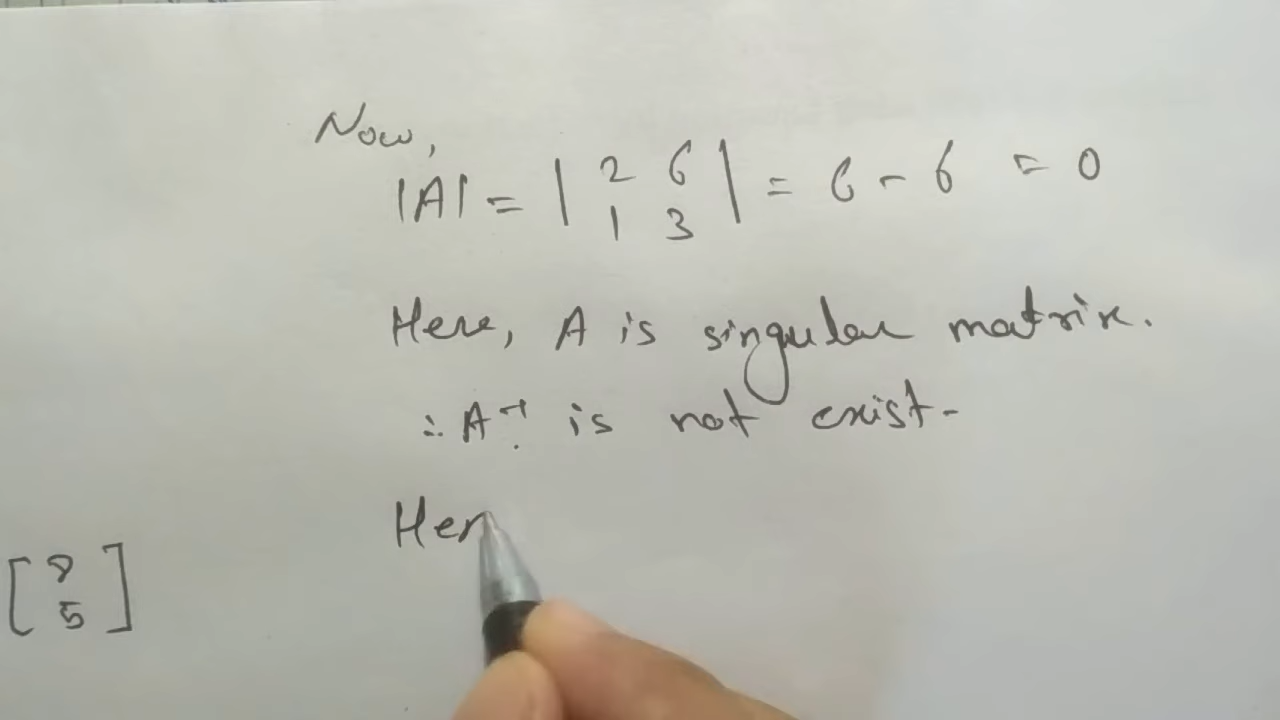 Now,
|A| = | 2 6 | = 6 - 6 = 0
1 3
Here, A is singular matrix.
∴ A⁻¹ is not exist.
Her
[ 8 ]
5